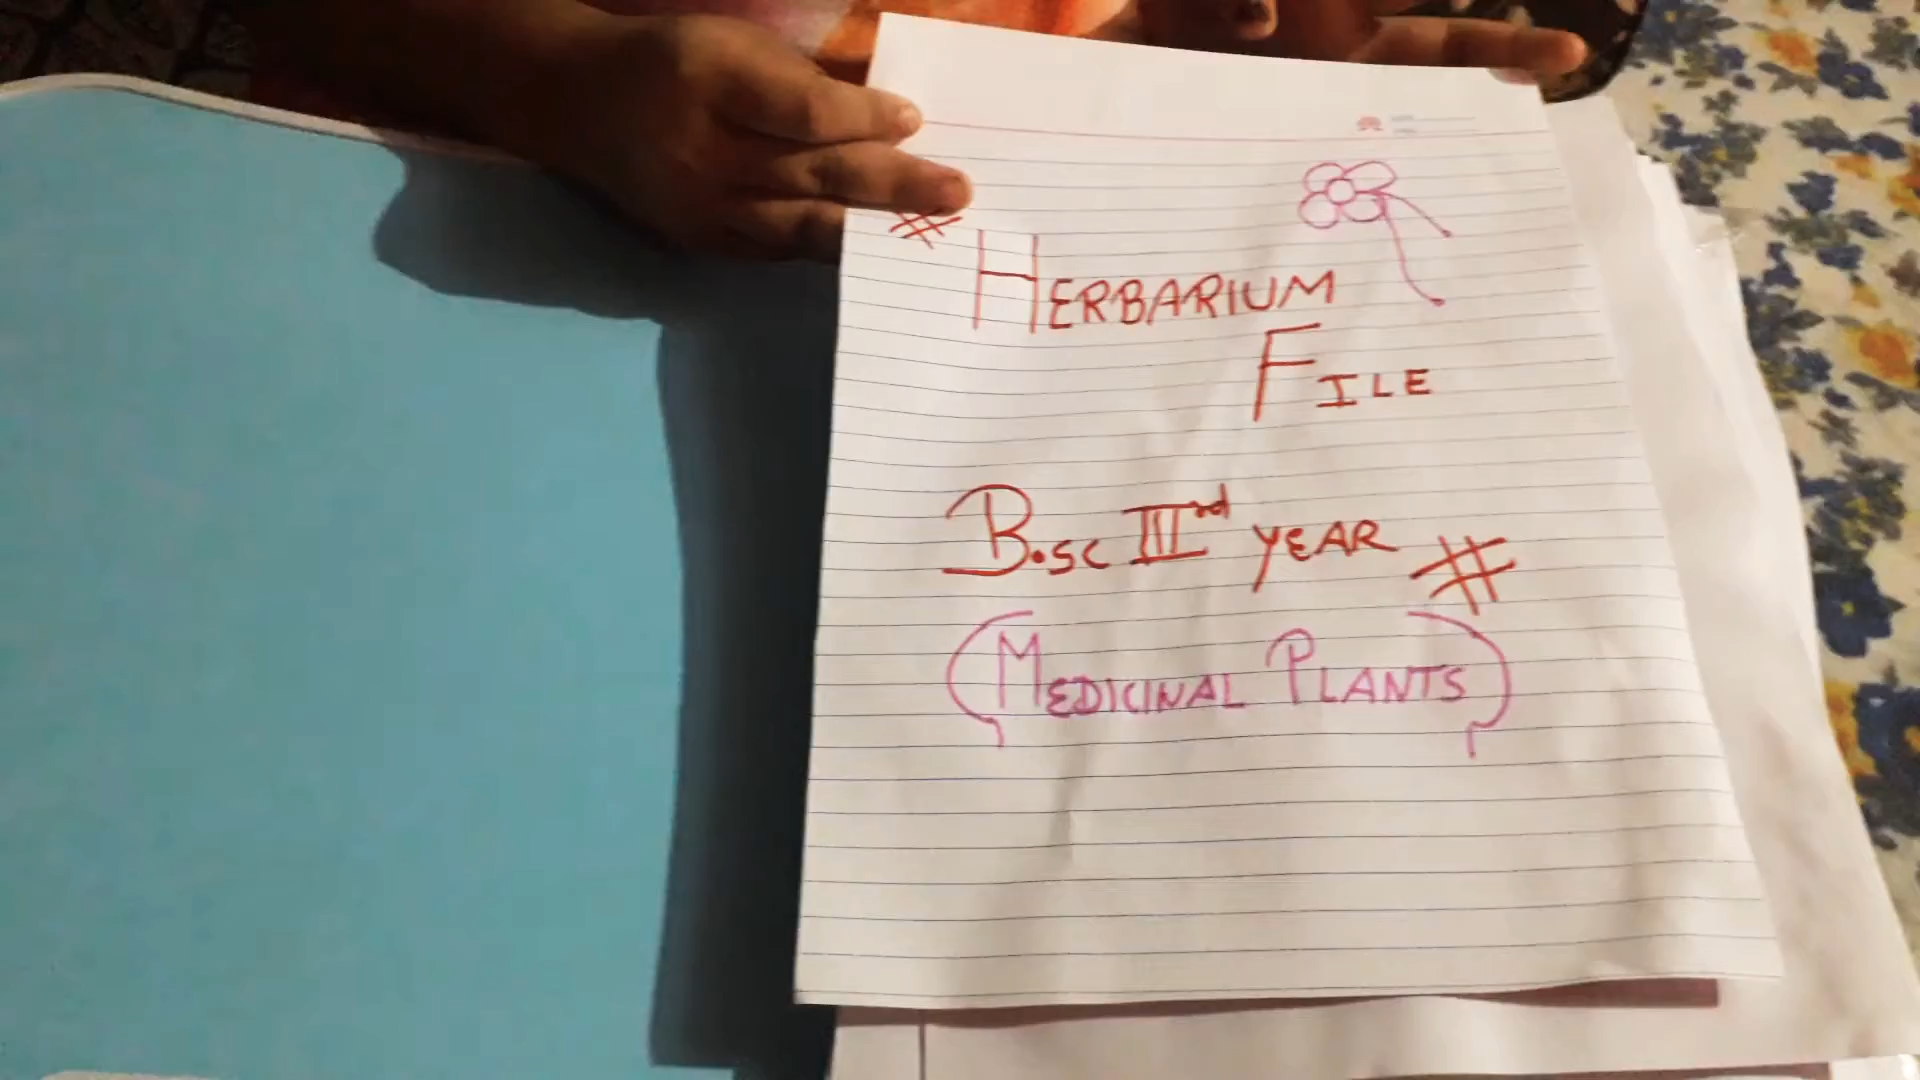 # HERBARIUM
FILE
B.sc IIIrd YEAR #
(MEDICINAL PLANTS)